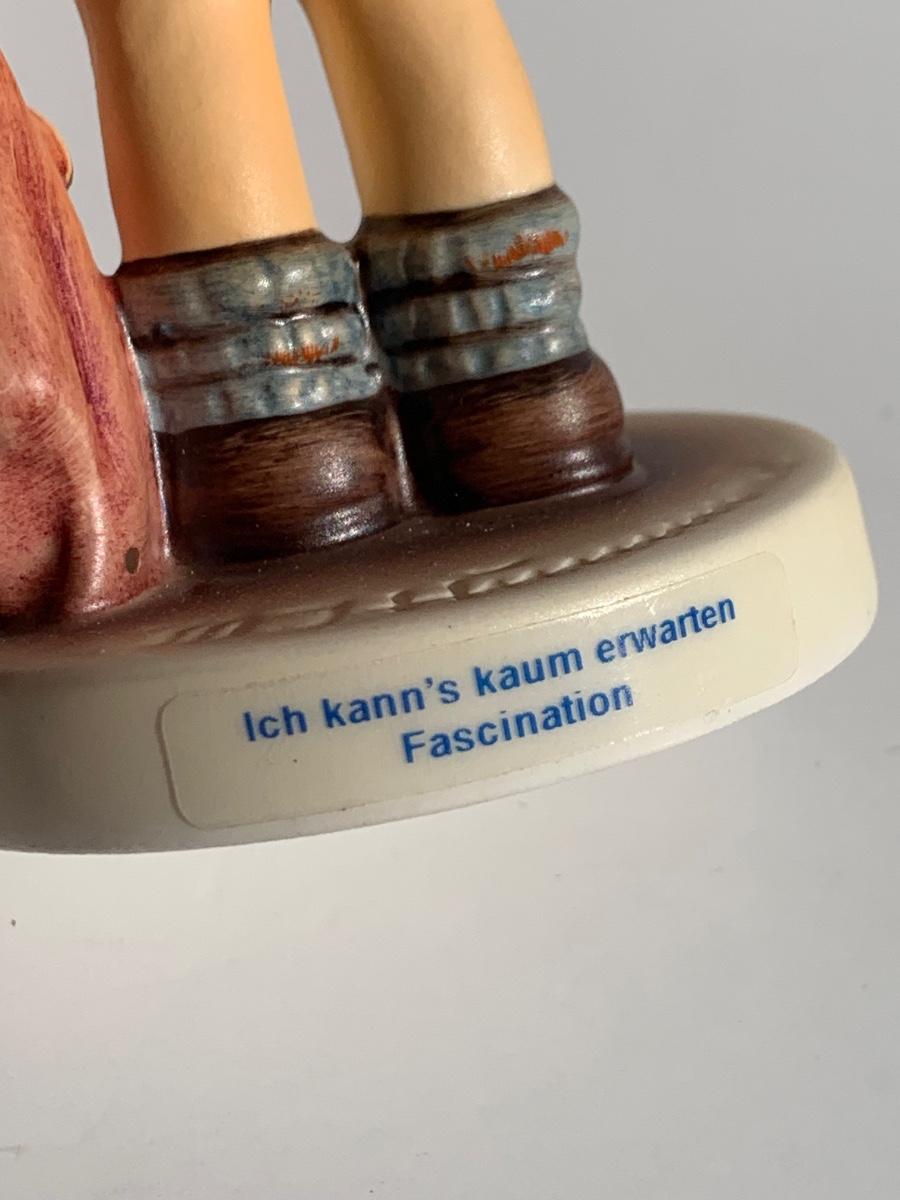 Ich kann's kaum erwarten
Fascination